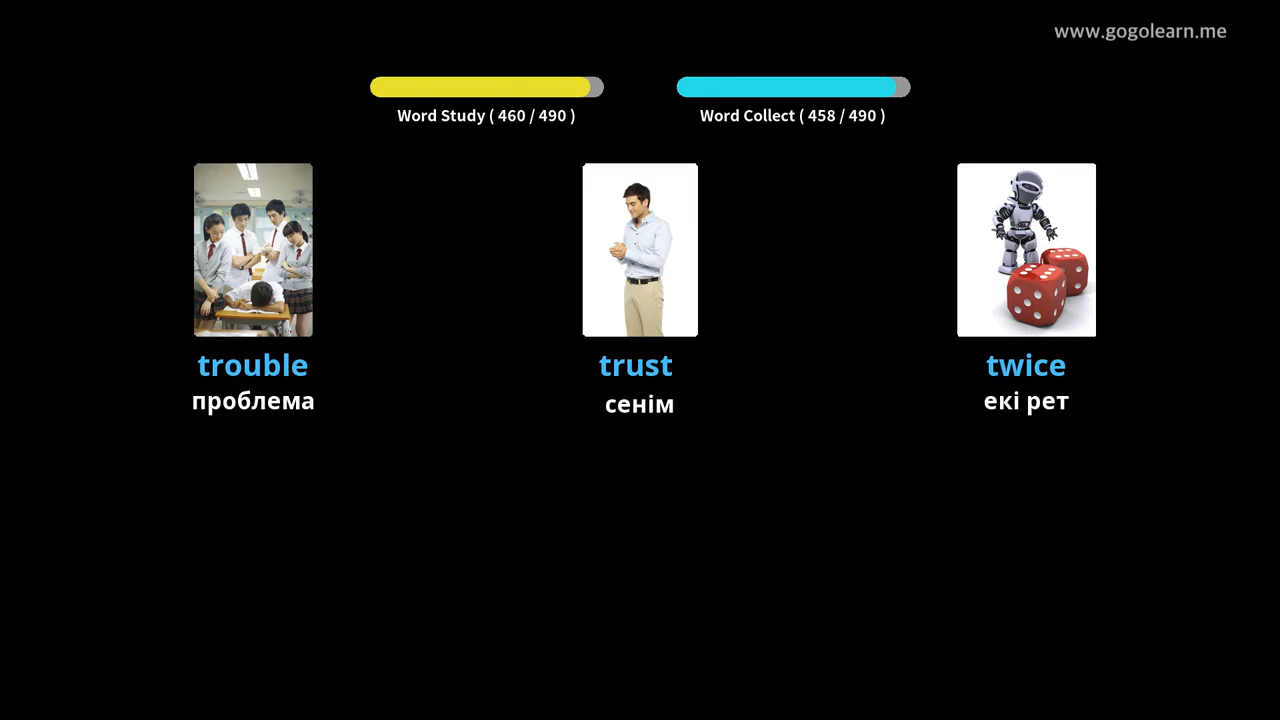 www.gogolearn.me
Word Study ( 460 / 490 )
Word Collect ( 458 / 490 )
trouble
проблема
trust
сенім
twice
екі рет